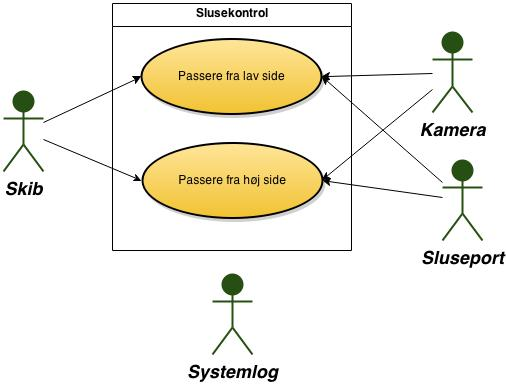 Slusekontrol
Passere fra lav side
Kamera
Skib
Passere fra høj side
Sluseport
Systemlog